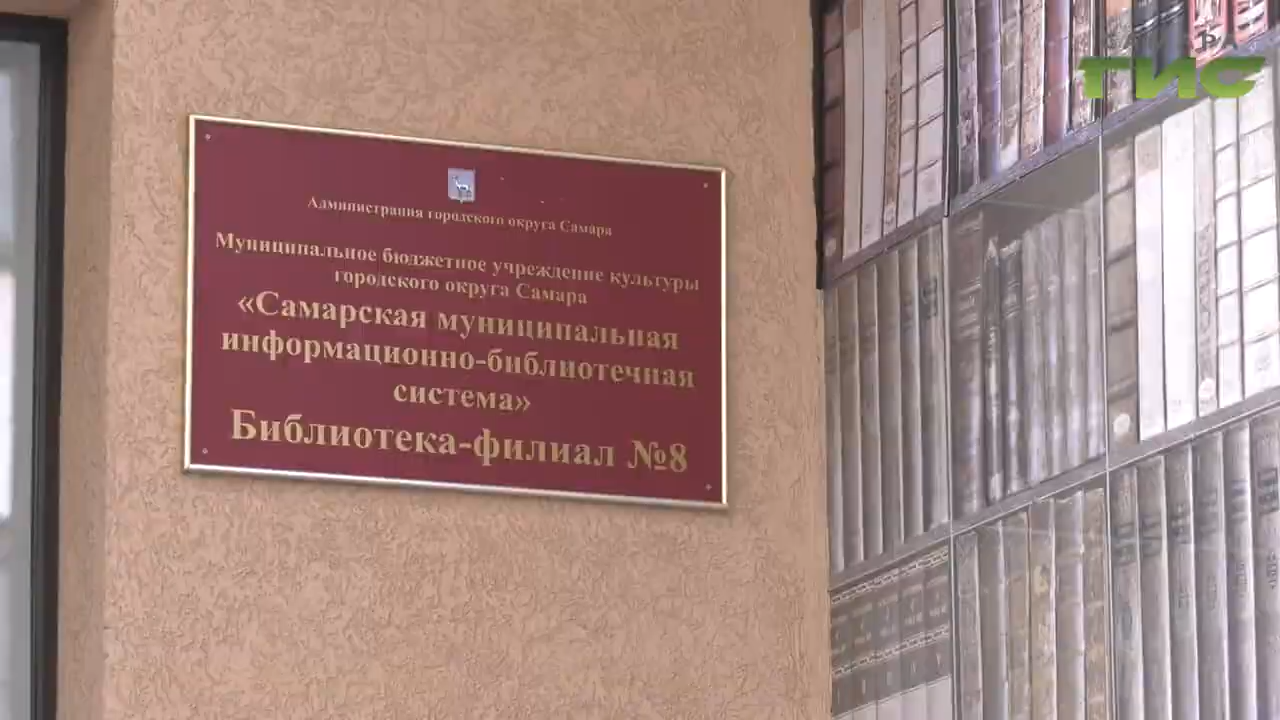 ГИС
Администрация городского округа Самара
Муниципальное бюджетное учреждение культуры
городского округа Самара
«Самарская муниципальная
информационно-библиотечная
система»
Библиотека-филиал №8